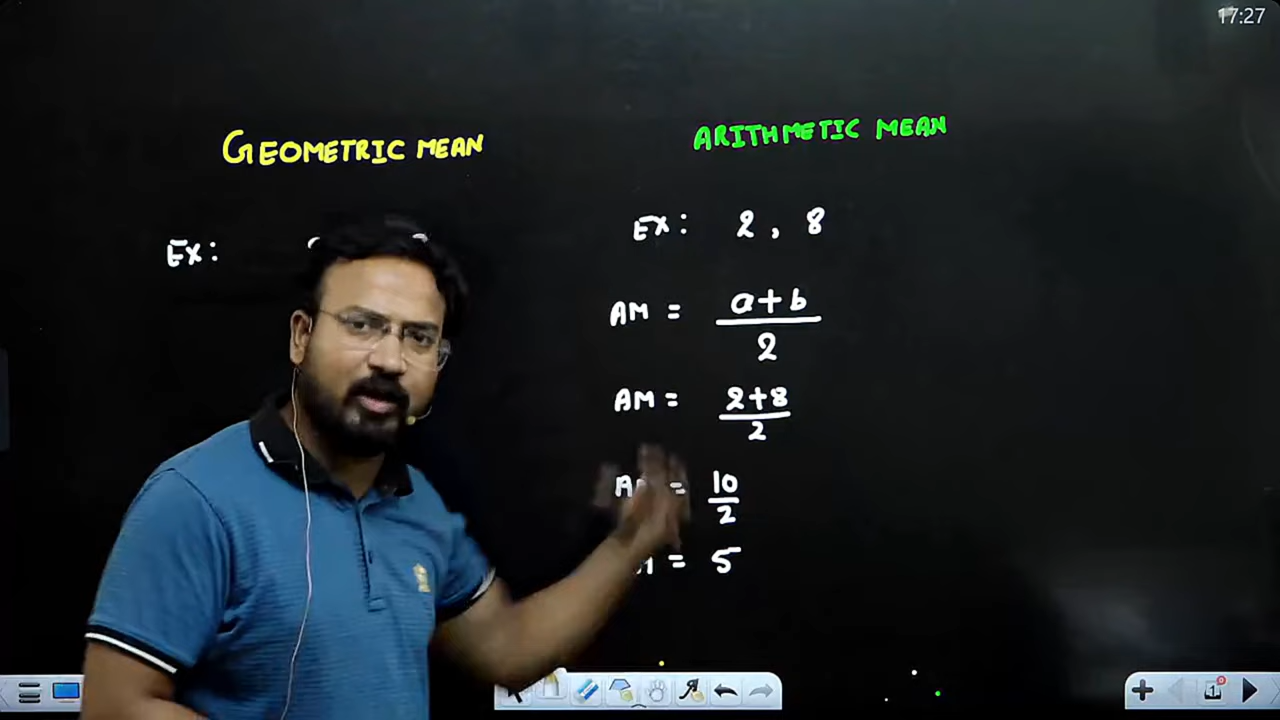 17:27
GEOMETRIC MEAN
EX:
ARITHMETIC MEAN
EX: 2, 8
AM = a+b/2
AM = 2+8/2
= 10/2
= 5
1